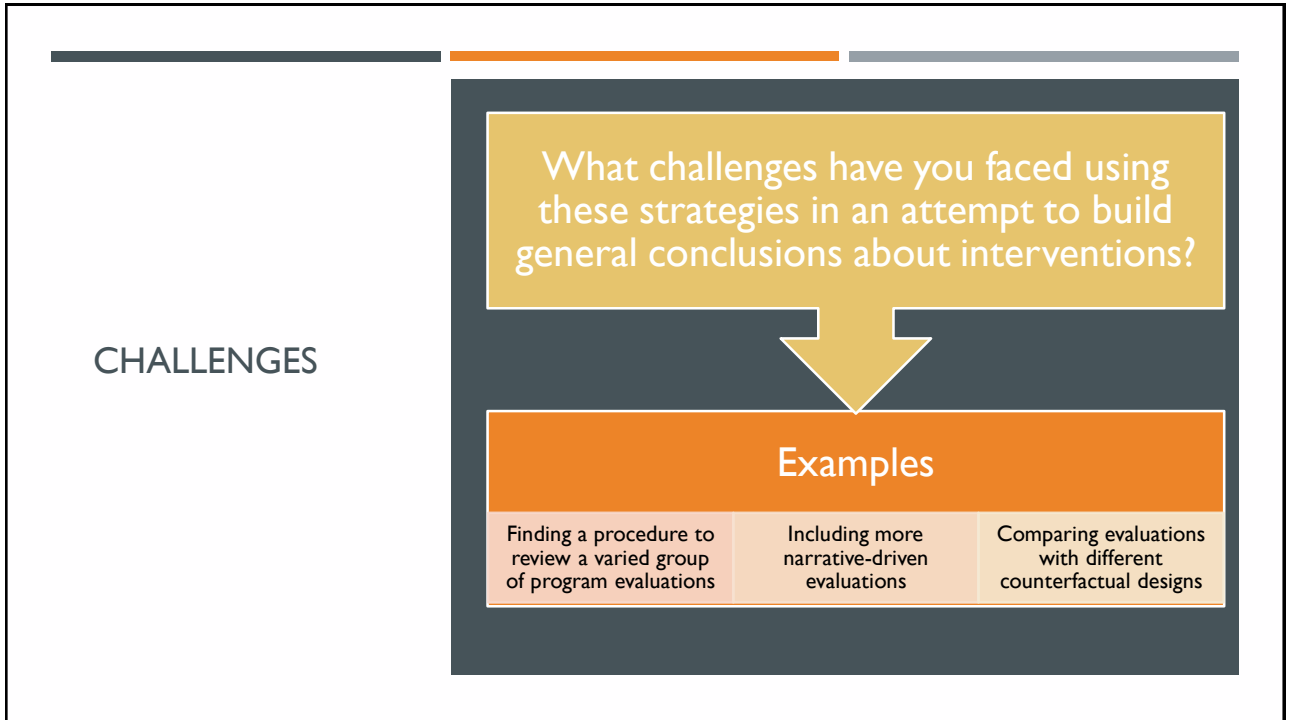 CHALLENGES
What challenges have you faced using
these strategies in an attempt to build
general conclusions about interventions?
Examples
Finding a procedure to
review a varied group
of program evaluations
Including more
narrative-driven
evaluations
Comparing evaluations
with different
counterfactual designs